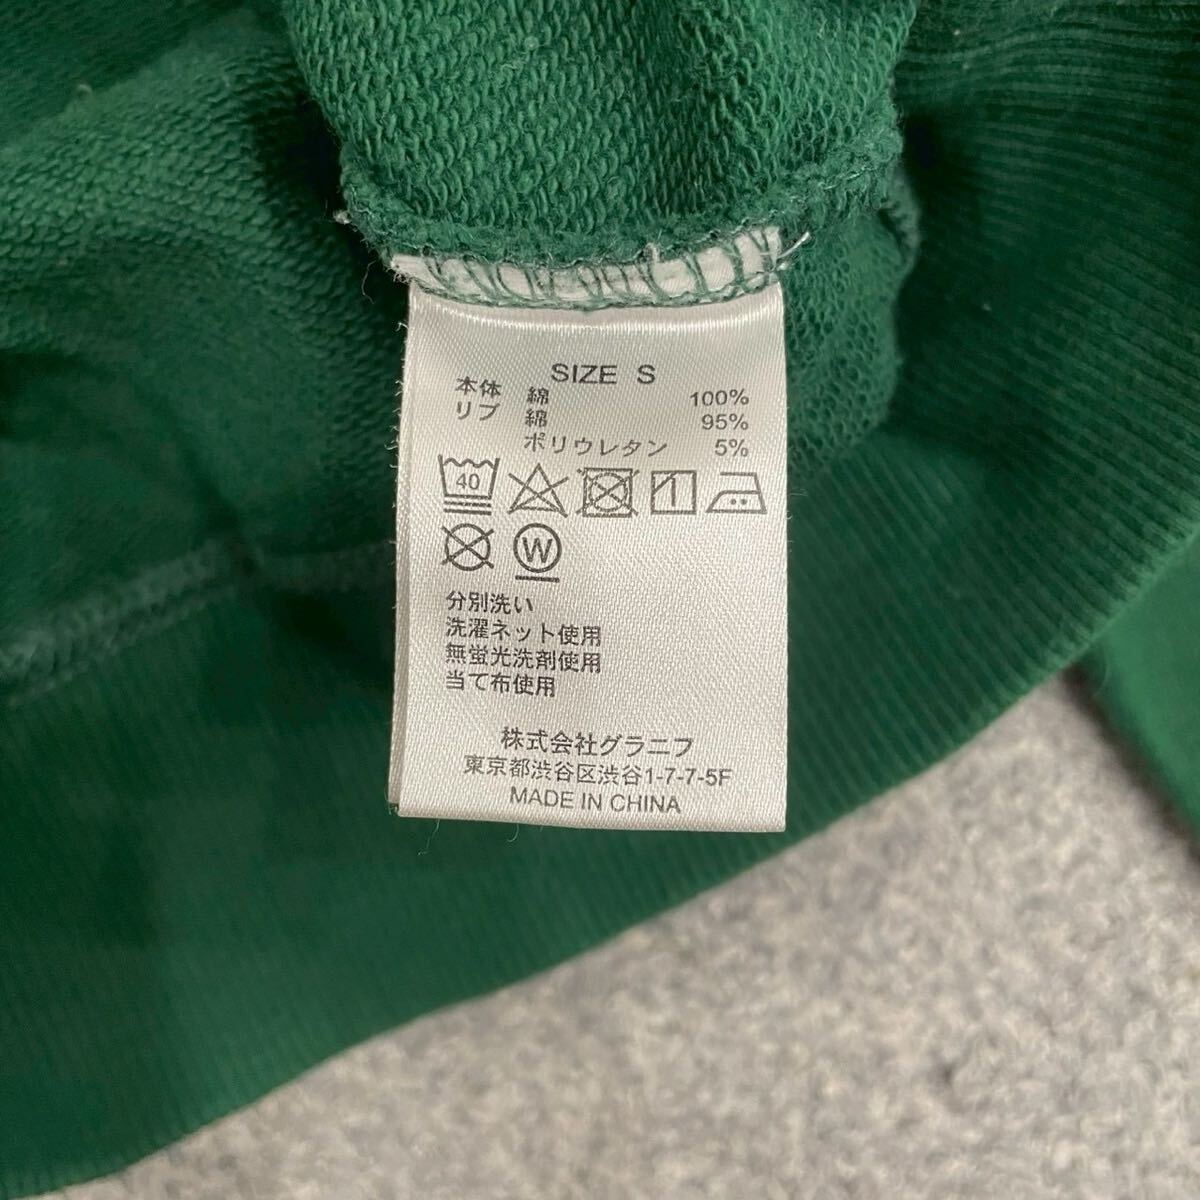 SIZE S
本体 綿 100%
リブ 綿 95%
ポリウレタン 5%
40
W
分別洗い
洗濯ネット使用
無蛍光洗剤使用
当て布使用
株式会社グラニフ
東京都渋谷区渋谷1-7-7-5F
MADE IN CHINA